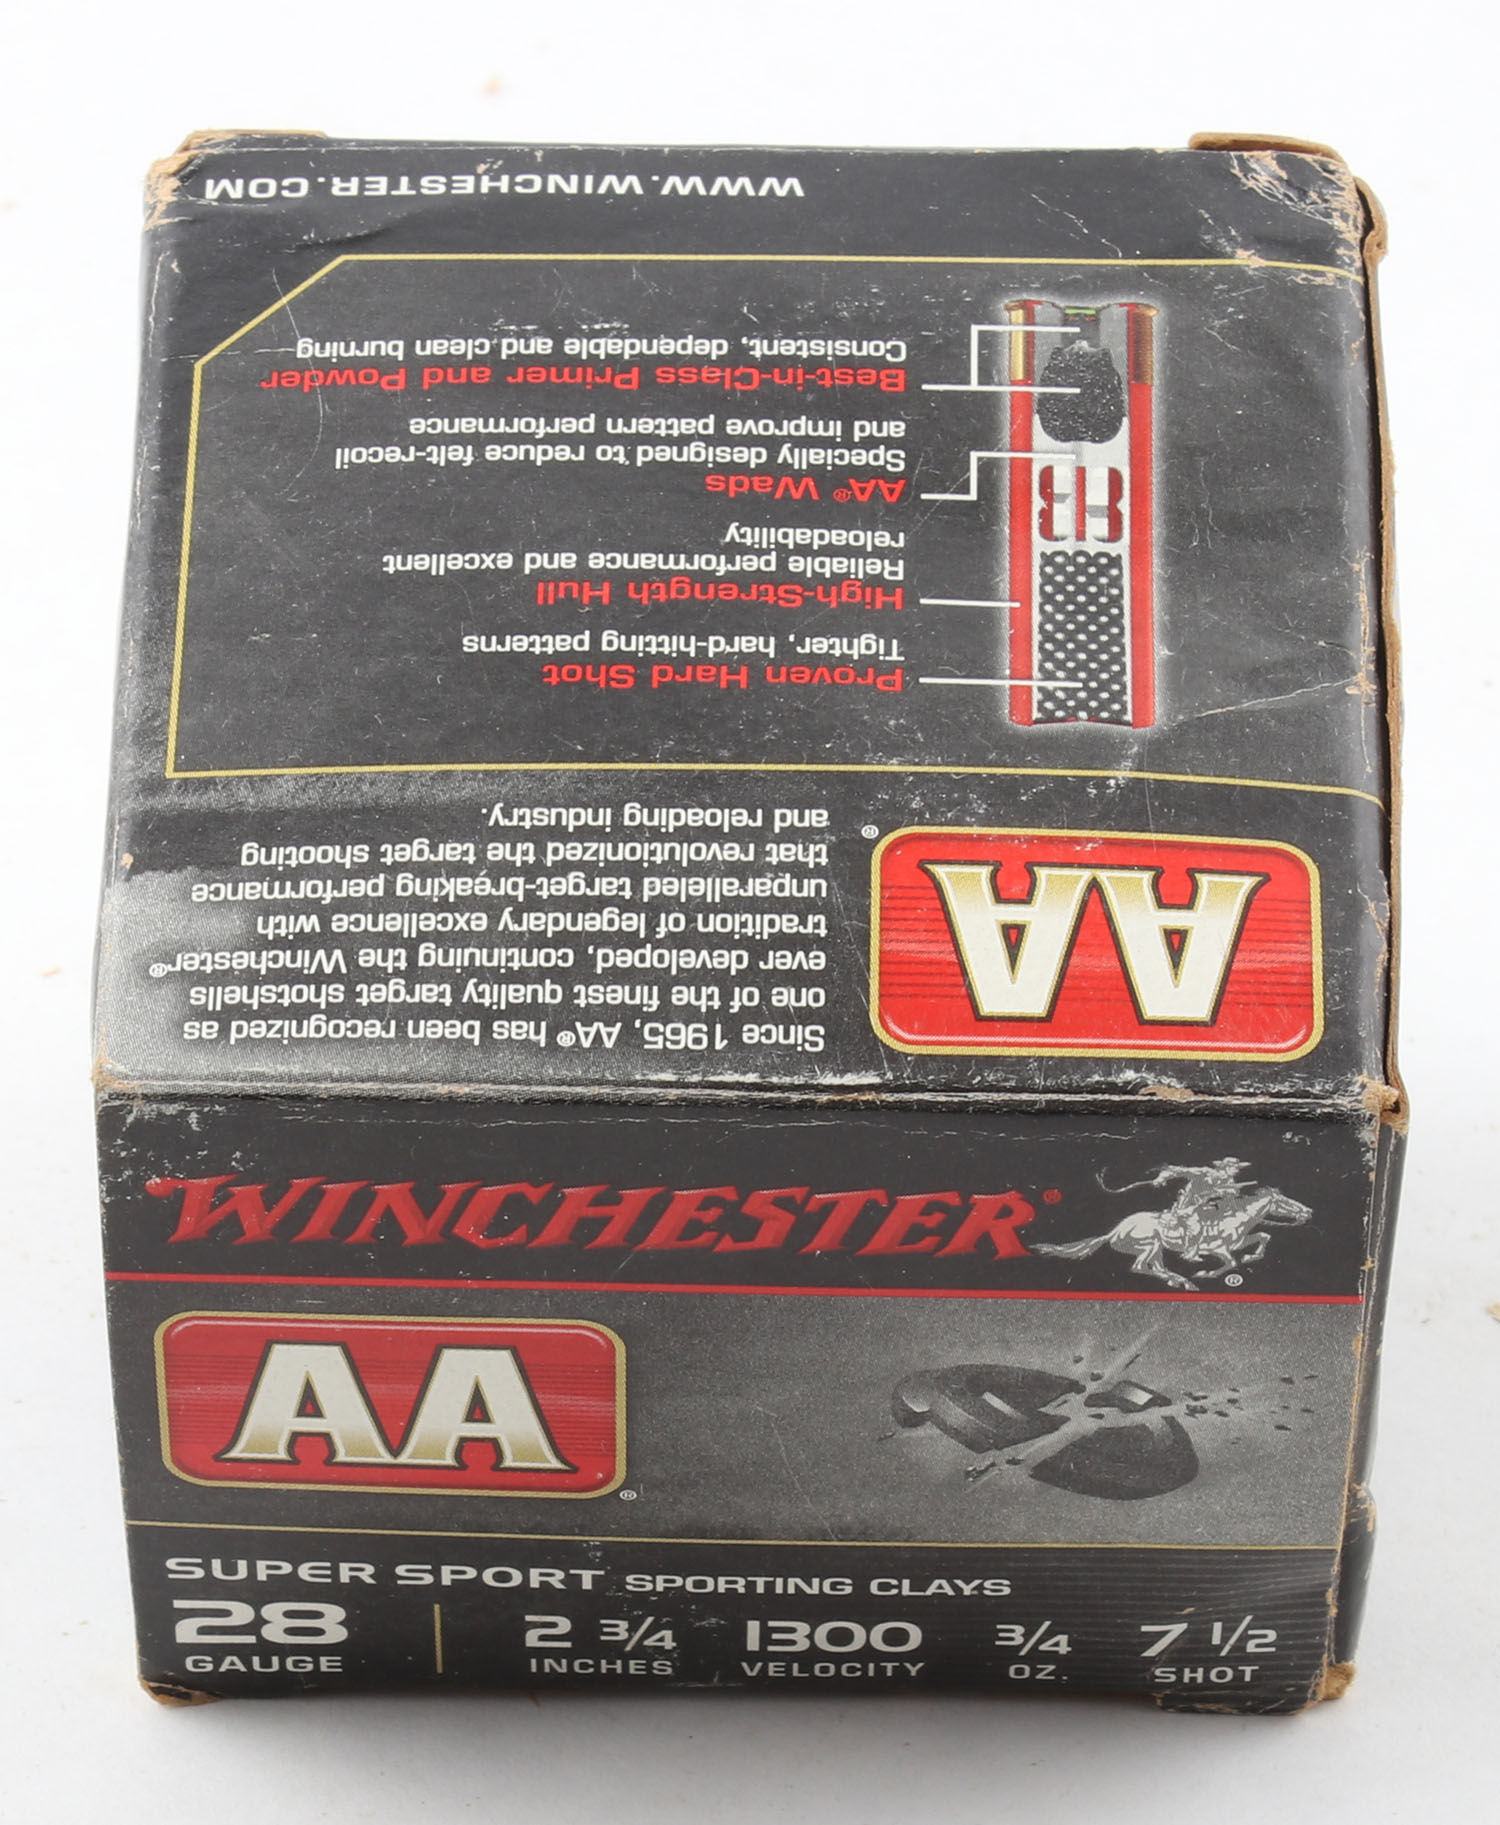 WINCHESTER®
®
AA
®
SUPER SPORT SPORTING CLAYS
28 2 3/4 1300 3/4 7 1/2
GAUGE INCHES VELOCITY OZ. SHOT
AA
®
Since 1965, AA® has been recognized as
one of the finest quality target shotshells
ever developed, continuing the Winchester®
tradition of legendary excellence with
unparalleled target-breaking performance
that revolutionized the target shooting
and reloading industry.
Proven Hard Shot
Tighter, hard-hitting patterns
High-Strength Hull
Reliable performance and excellent
reloadability
AA® Wads
Specially designed to reduce felt-recoil
and improve pattern performance
Best-in-Class Primer and Powder
Consistent, dependable and clean burning
WWW.WINCHESTER.COM